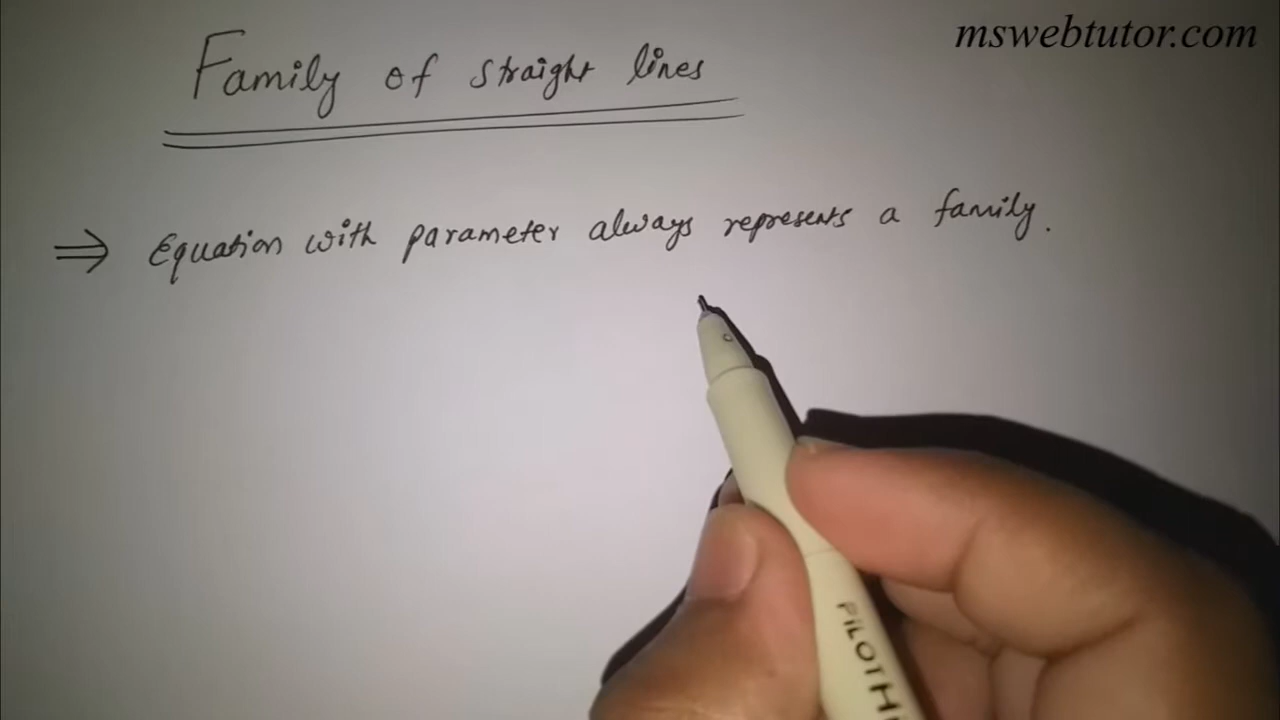 mswebtutor.com
Family of straight lines
⇒ Equation with parameter always represents a family.
PiLOT